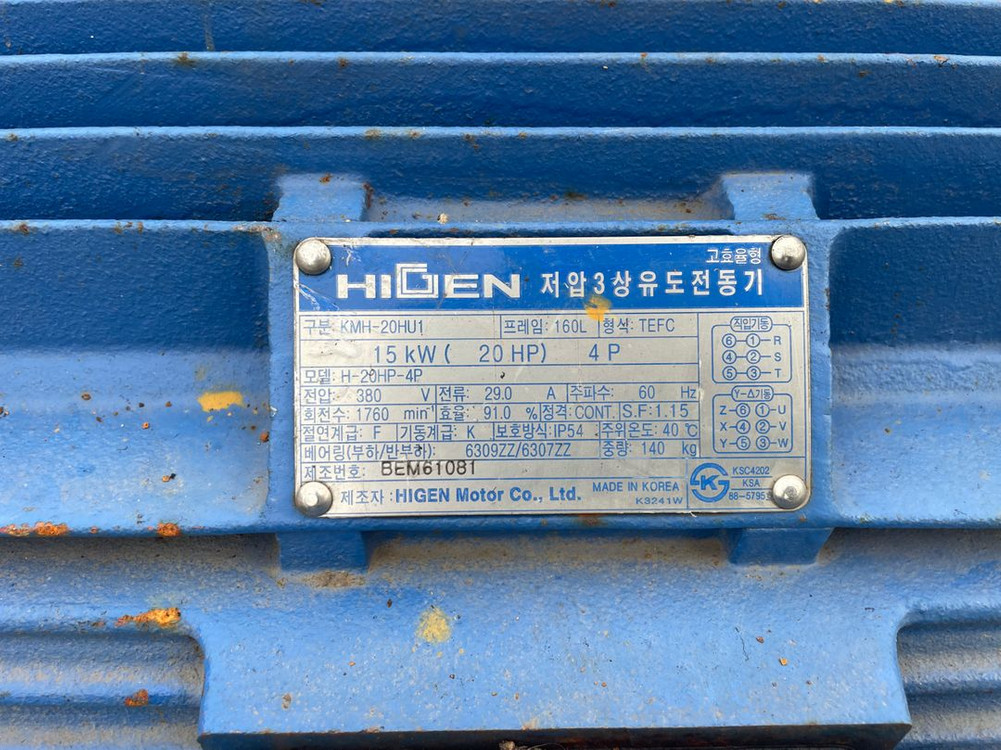 고효율형
HIGEN 저압3상유도전동기
구분: KMH-20HU1 프레임: 160L 형식: TEFC
15 kW ( 20 HP) 4 P
모델: H-20HP-4P
전압: 380 V 전류: 29.0 A 주파수: 60 Hz
회전수: 1760 min⁻¹ 효율: 91.0 % 정격: CONT. S.F: 1.15
절연계급: F 기동계급: K 보호방식: IP54 주위온도: 40 ℃
베어링(부하/반부하): 6309ZZ/6307ZZ 중량: 140 kg
제조번호: BEM61081
제조자 : HIGEN Motor Co., Ltd. MADE IN KOREA
K3241W
직입기동
⑥ ① R
④ ② S
⑤ ③ T
Y-△기동
Z ⑥ ① U
X ④ ② V
Y ⑤ ③ W
K
KSC4202
KSA
88-5795